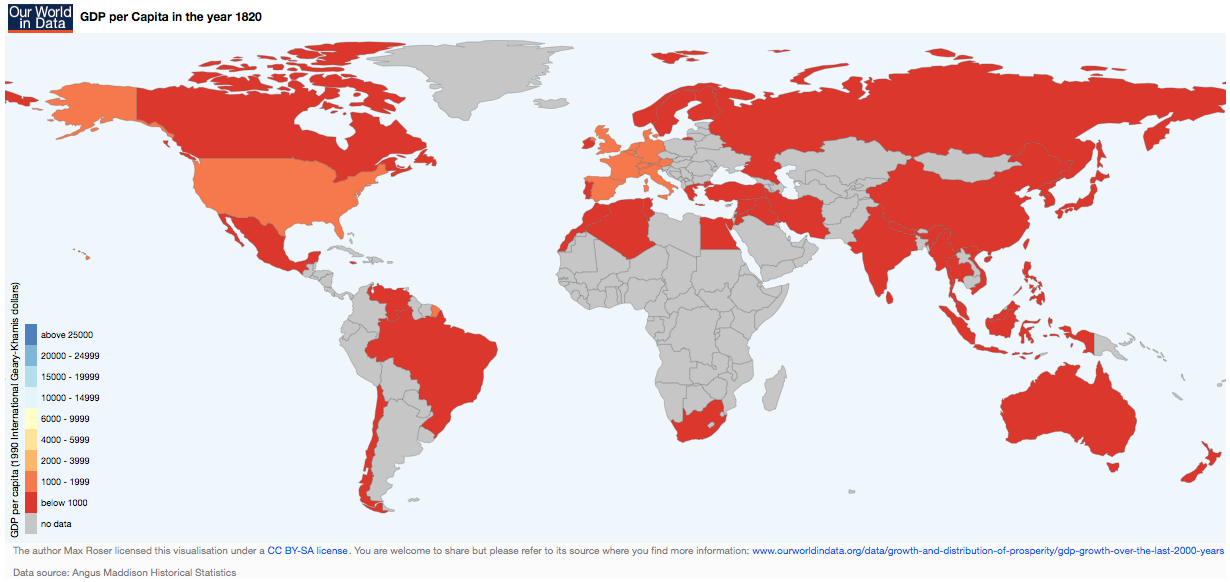 Our World
in Data
GDP per Capita in the year 1820
GDP per capita (1990 International Geary-Khamis dollars)
above 25000
20000 - 24999
15000 - 19999
10000 - 14999
6000 - 9999
4000 - 5999
2000 - 3999
1000 - 1999
below 1000
no data
The author Max Roser licensed this visualisation under a CC BY-SA license. You are welcome to share but please refer to its source where you find more information: www.ourworldindata.org/data/growth-and-distribution-of-prosperity/gdp-growth-over-the-last-2000-years
Data source: Angus Maddison Historical Statistics